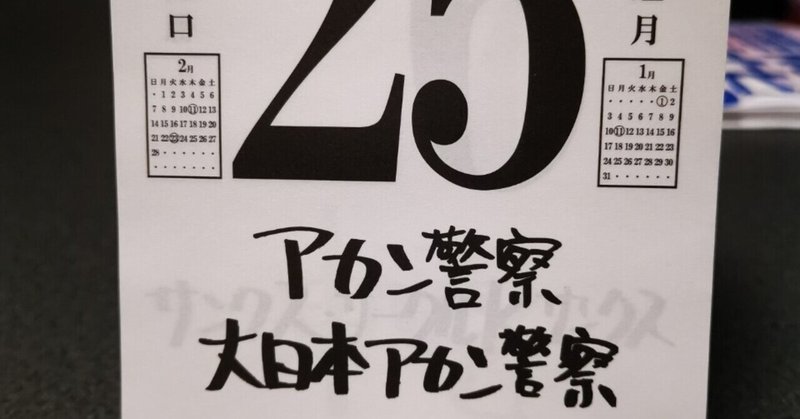 25
月
2月
日月火水木金土
・ 1 2 3 4 5 6
7 8 9 10 ⑪ 12 13
14 15 16 17 18 19 20
21 22 ㉓ 24 25 26 27
28 ・ ・ ・ ・ ・ ・
・ ・ ・ ・ ・ ・ ・
1月
日月火水木金土
・ ・ ・ ・ ・ ① 2
3 4 5 6 7 8 9
10 ⑪ 12 13 14 15 16
17 18 19 20 21 22 23
24 25 26 27 28 29 30
31 ・ ・ ・ ・ ・ ・
アカン警察
大日本アカン警察